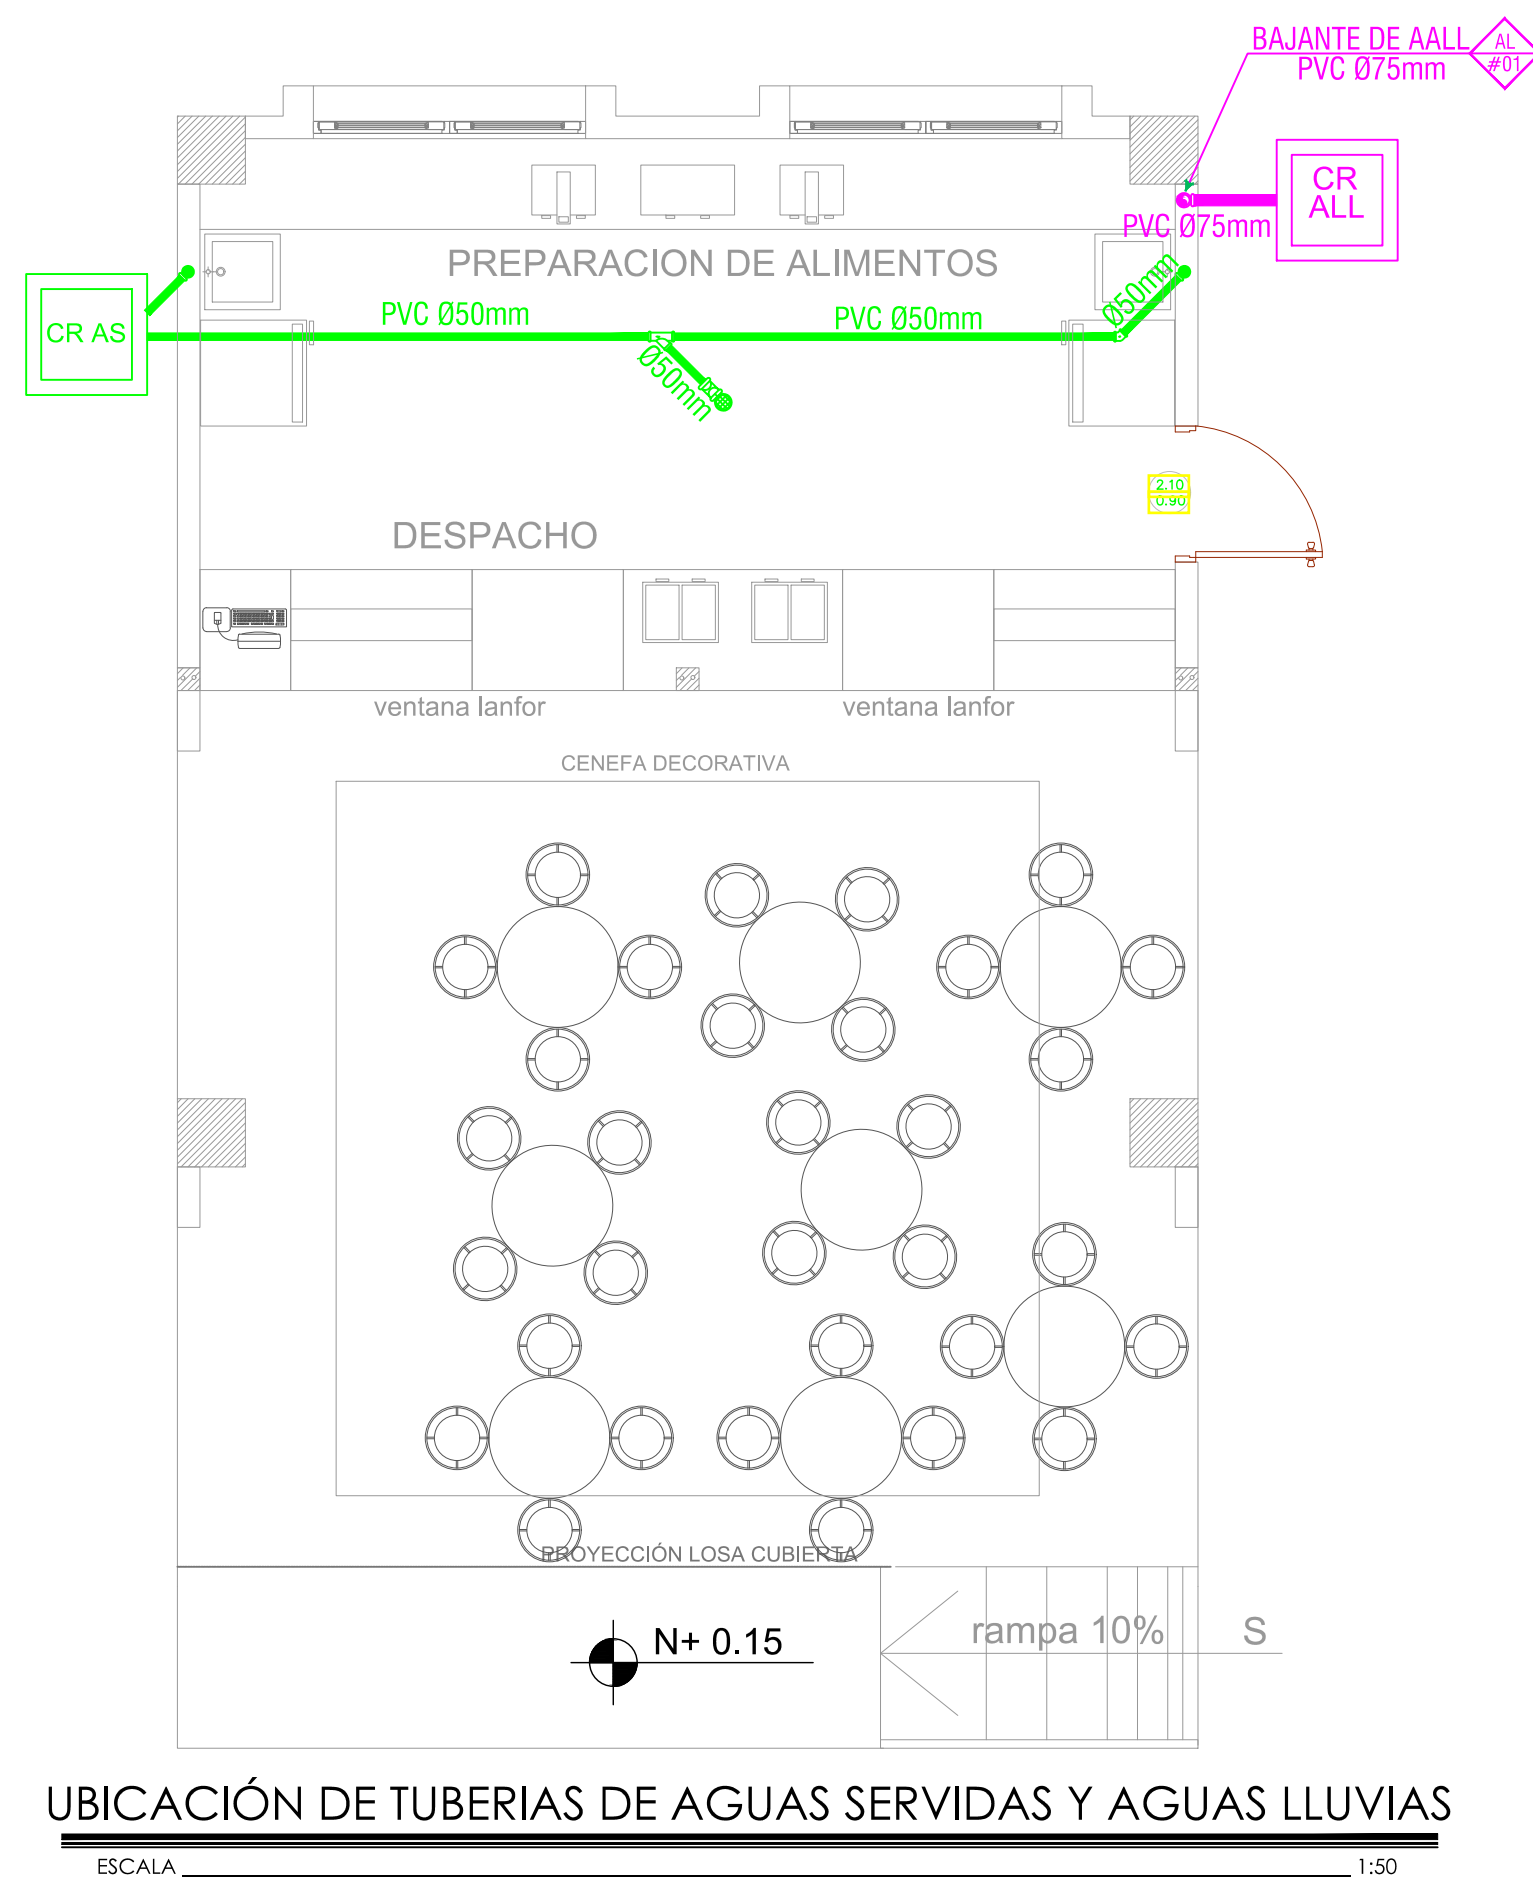 BAJANTE DE AALL
PVC Ø75mm
AL
#01
CR
ALL
PVC Ø75mm
PREPARACION DE ALIMENTOS
CR AS
PVC Ø50mm
PVC Ø50mm
Ø50mm
Ø50mm
2.10
0.90
DESPACHO
ventana lanfor
ventana lanfor
CENEFA DECORATIVA
PROYECCIÓN LOSA CUBIERTA
N+ 0.15
rampa 10%
S
UBICACIÓN DE TUBERIAS DE AGUAS SERVIDAS Y AGUAS LLUVIAS
ESCALA 1:50